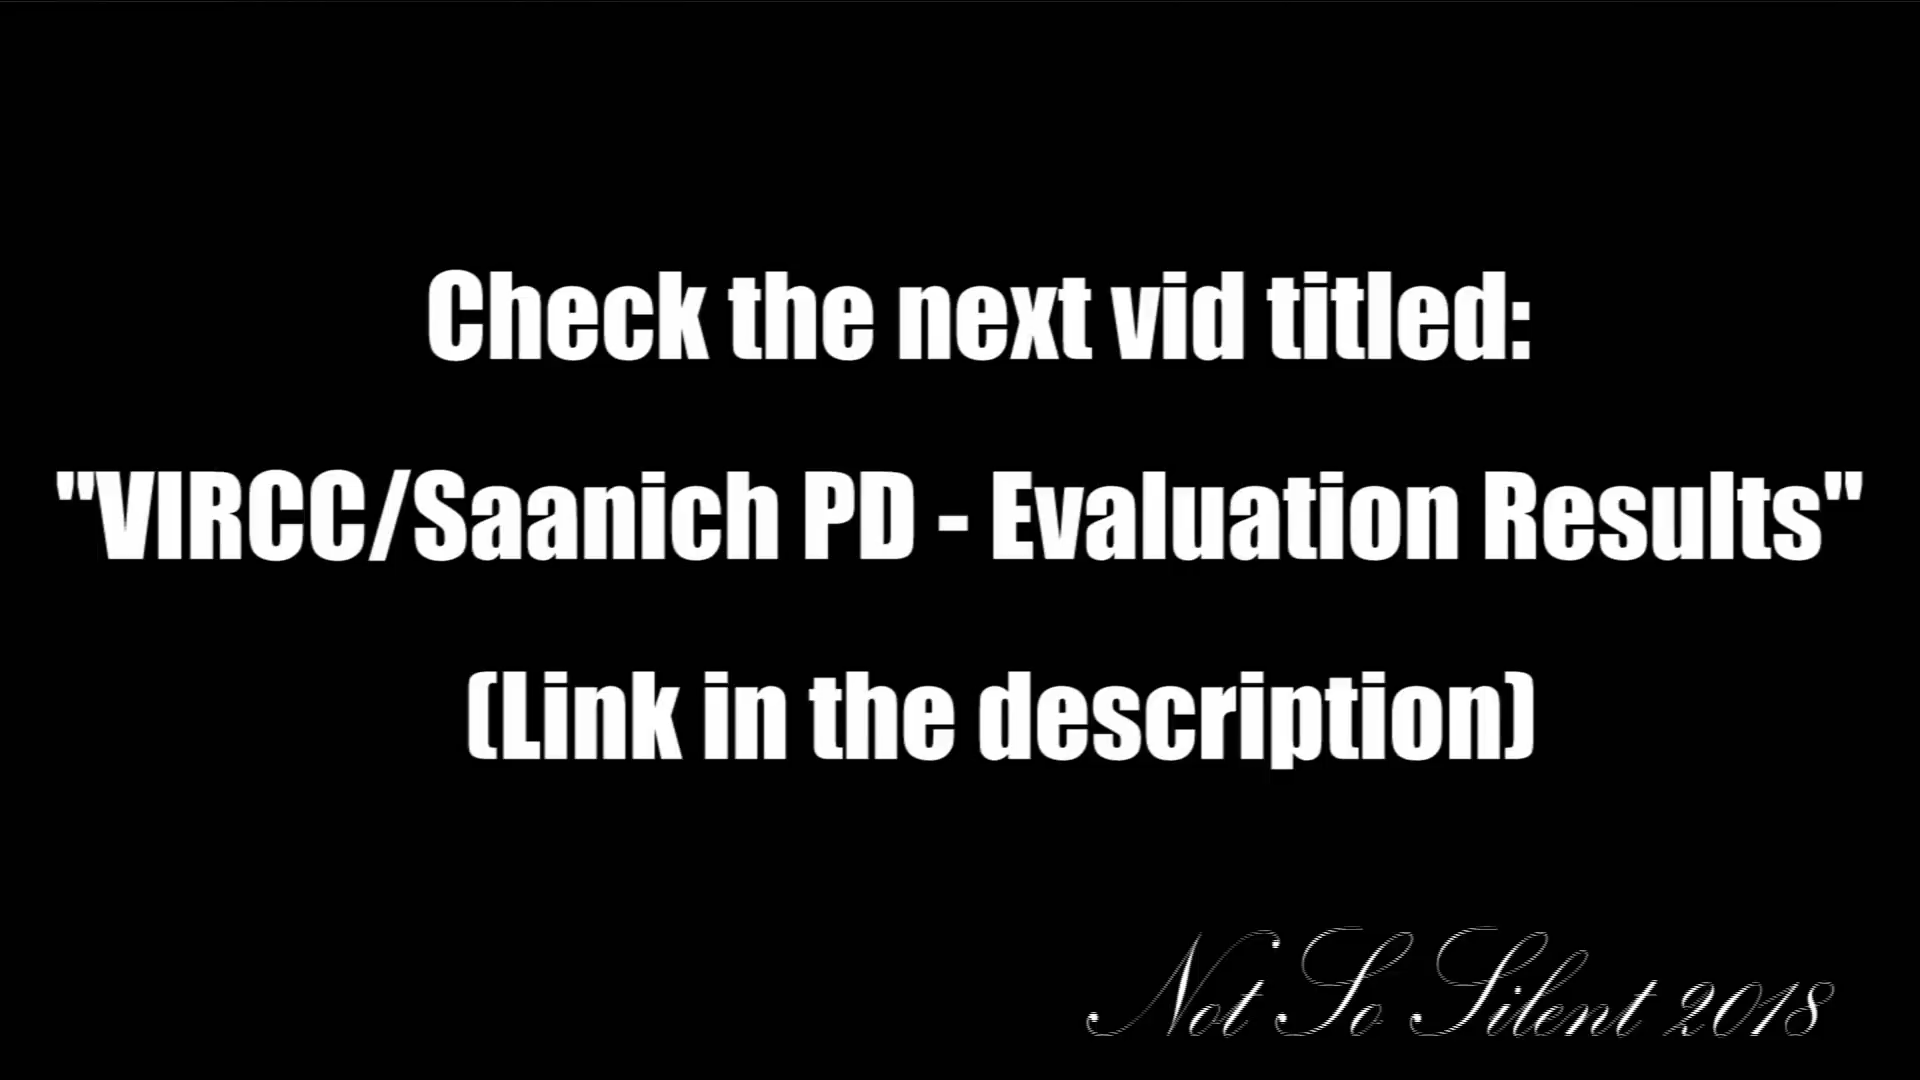 Check the next vid titled:
"VIRCC/Saanich PD - Evaluation Results"
(Link in the description)
Not So Silent 2018